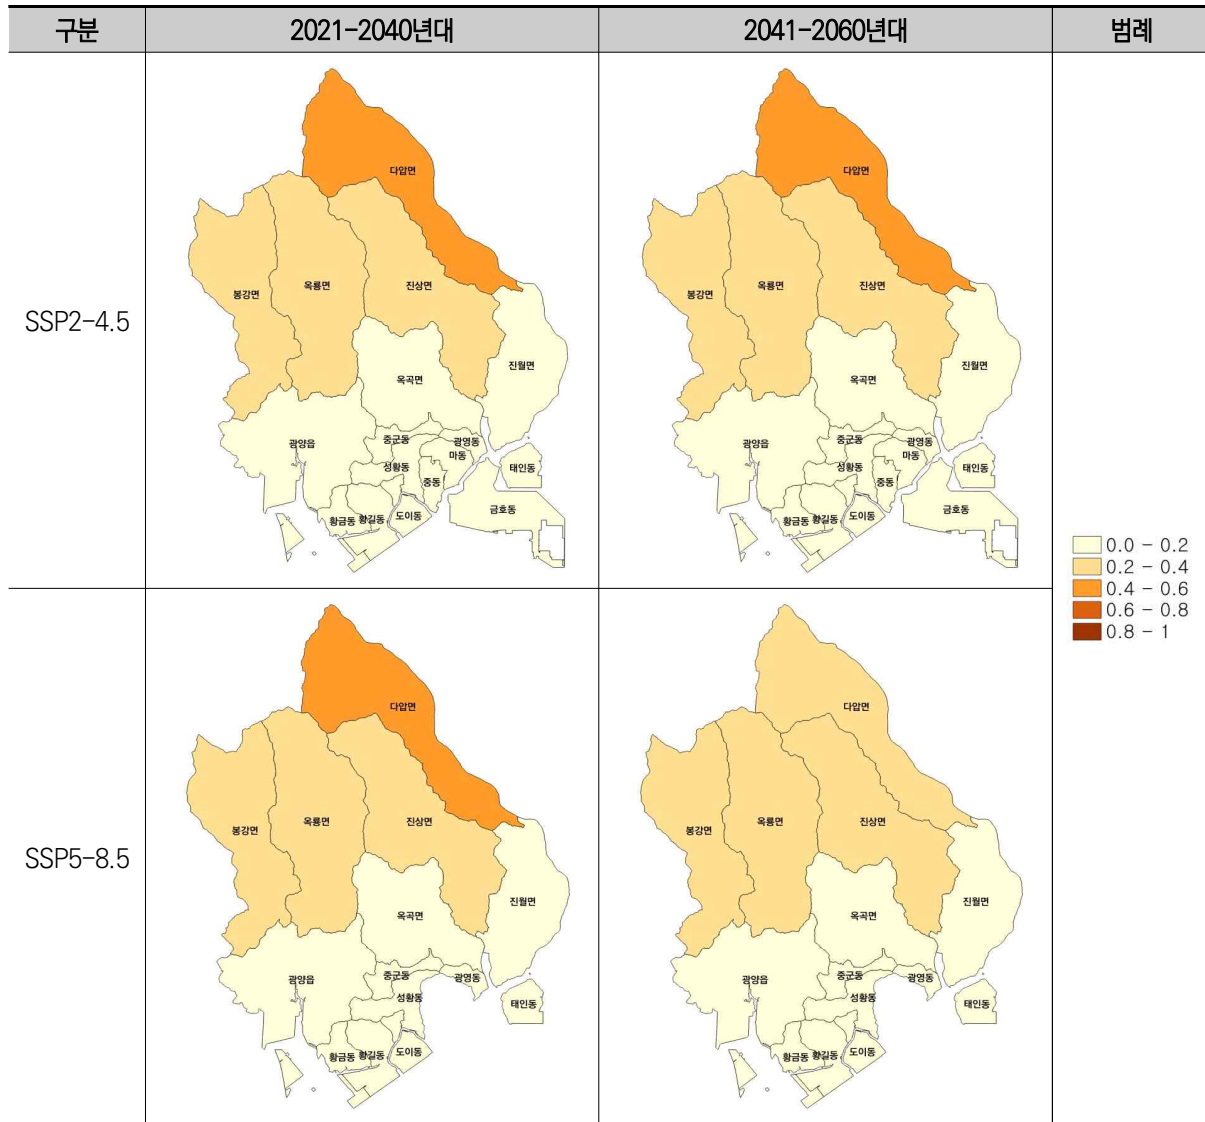 구분 2021-2040년대 2041-2060년대 범례
SSP2-4.5
다압면
봉강면
옥룡면
진상면
진월면
옥곡면
광양읍
중군동
광영동
마동
성황동
중동
태인동
황금동
황길동
도이동
금호동
다압면
봉강면
옥룡면
진상면
진월면
옥곡면
광양읍
중군동
광영동
마동
성황동
중동
태인동
황금동
황길동
도이동
금호동
0.0 - 0.2
0.2 - 0.4
0.4 - 0.6
0.6 - 0.8
0.8 - 1
SSP5-8.5
다압면
봉강면
옥룡면
진상면
진월면
옥곡면
광양읍
중군동
광영동
성황동
태인동
황금동
황길동
도이동
다압면
봉강면
옥룡면
진상면
진월면
옥곡면
광양읍
중군동
광영동
성황동
태인동
황금동
황길동
도이동